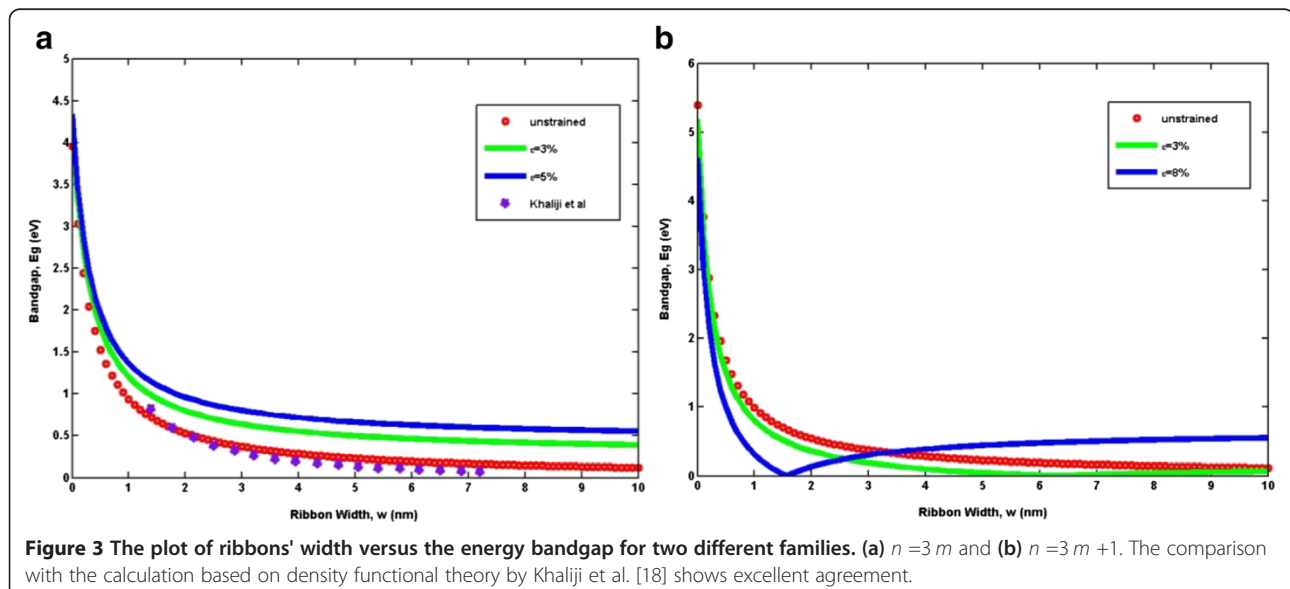 a
5
4.5
4
3.5
3
2.5
2
1.5
1
0.5
0
0 1 2 3 4 5 6 7 8 9 10
Bandgap, Eg (eV)
Ribbon Width, w (nm)
unstrained
ε=3%
ε=5%
Khaliji et al
b
6
5
4
3
2
1
0
0 1 2 3 4 5 6 7 8 9 10
Bandgap, Eg (eV)
Ribbon Width, w (nm)
unstrained
ε=3%
ε=8%
Figure 3 The plot of ribbons' width versus the energy bandgap for two different families. (a) n =3 m and (b) n =3 m +1. The comparison
with the calculation based on density functional theory by Khaliji et al. [18] shows excellent agreement.